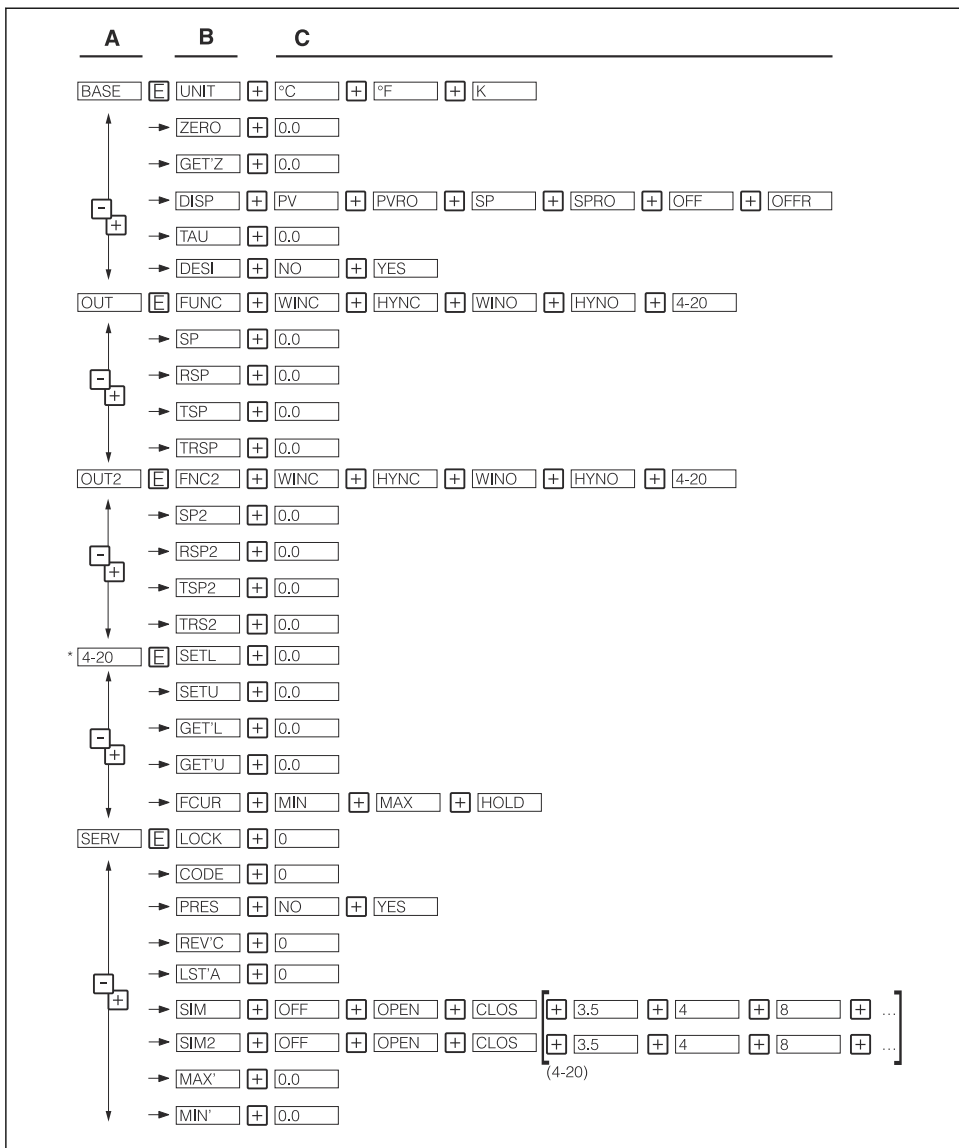 A B C
BASE E UNIT + °C + °F + K
ZERO + 0.0
GET'Z + 0.0
DISP + PV + PVRO + SP + SPRO + OFF + OFFR
- +
TAU + 0.0
DESI + NO + YES
OUT E FUNC + WINC + HYNC + WINO + HYNO + 4-20
SP + 0.0
RSP + 0.0
- +
TSP + 0.0
TRSP + 0.0
OUT2 E FNC2 + WINC + HYNC + WINO + HYNO + 4-20
SP2 + 0.0
RSP2 + 0.0
- +
TSP2 + 0.0
TRS2 + 0.0
* 4-20 E SETL + 0.0
SETU + 0.0
GET'L + 0.0
- +
GET'U + 0.0
FCUR + MIN + MAX + HOLD
SERV E LOCK + 0
CODE + 0
PRES + NO + YES
REV'C + 0
LST'A + 0
- +
SIM + OFF + OPEN + CLOS + 3.5 + 4 + 8 + ...
SIM2 + OFF + OPEN + CLOS + 3.5 + 4 + 8 + ...
(4-20)
MAX' + 0.0
MIN' + 0.0